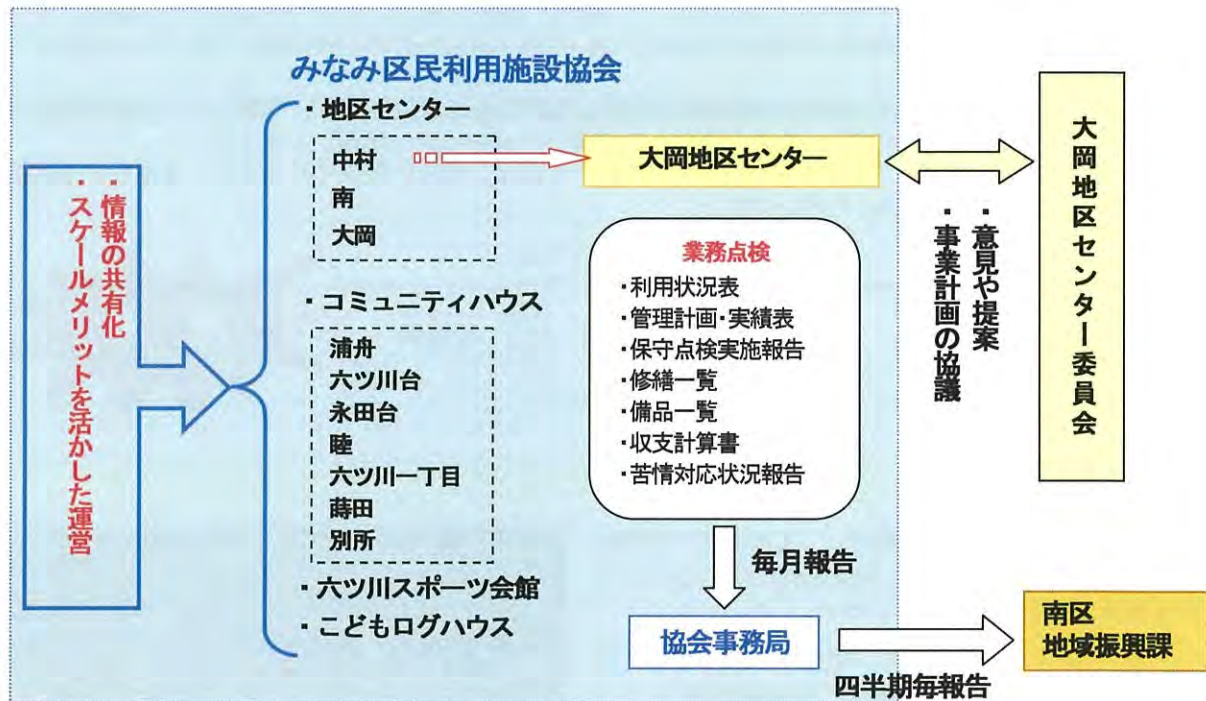 みなみ区民利用施設協会
・情報の共有化
・スケールメリットを活かした運営
・地区センター
中村
南
大岡
・コミュニティハウス
浦舟
六ツ川台
永田台
睦
六ツ川一丁目
蒔田
別所
・六ツ川スポーツ会館
・こどもログハウス
大岡地区センター
業務点検
・利用状況表
・管理計画・実績表
・保守点検実施報告
・修繕一覧
・備品一覧
・収支計算書
・苦情対応状況報告
毎月報告
協会事務局
四半期毎報告
・意見や提案
・事業計画の協議
大岡地区センター委員会
南区
地域振興課